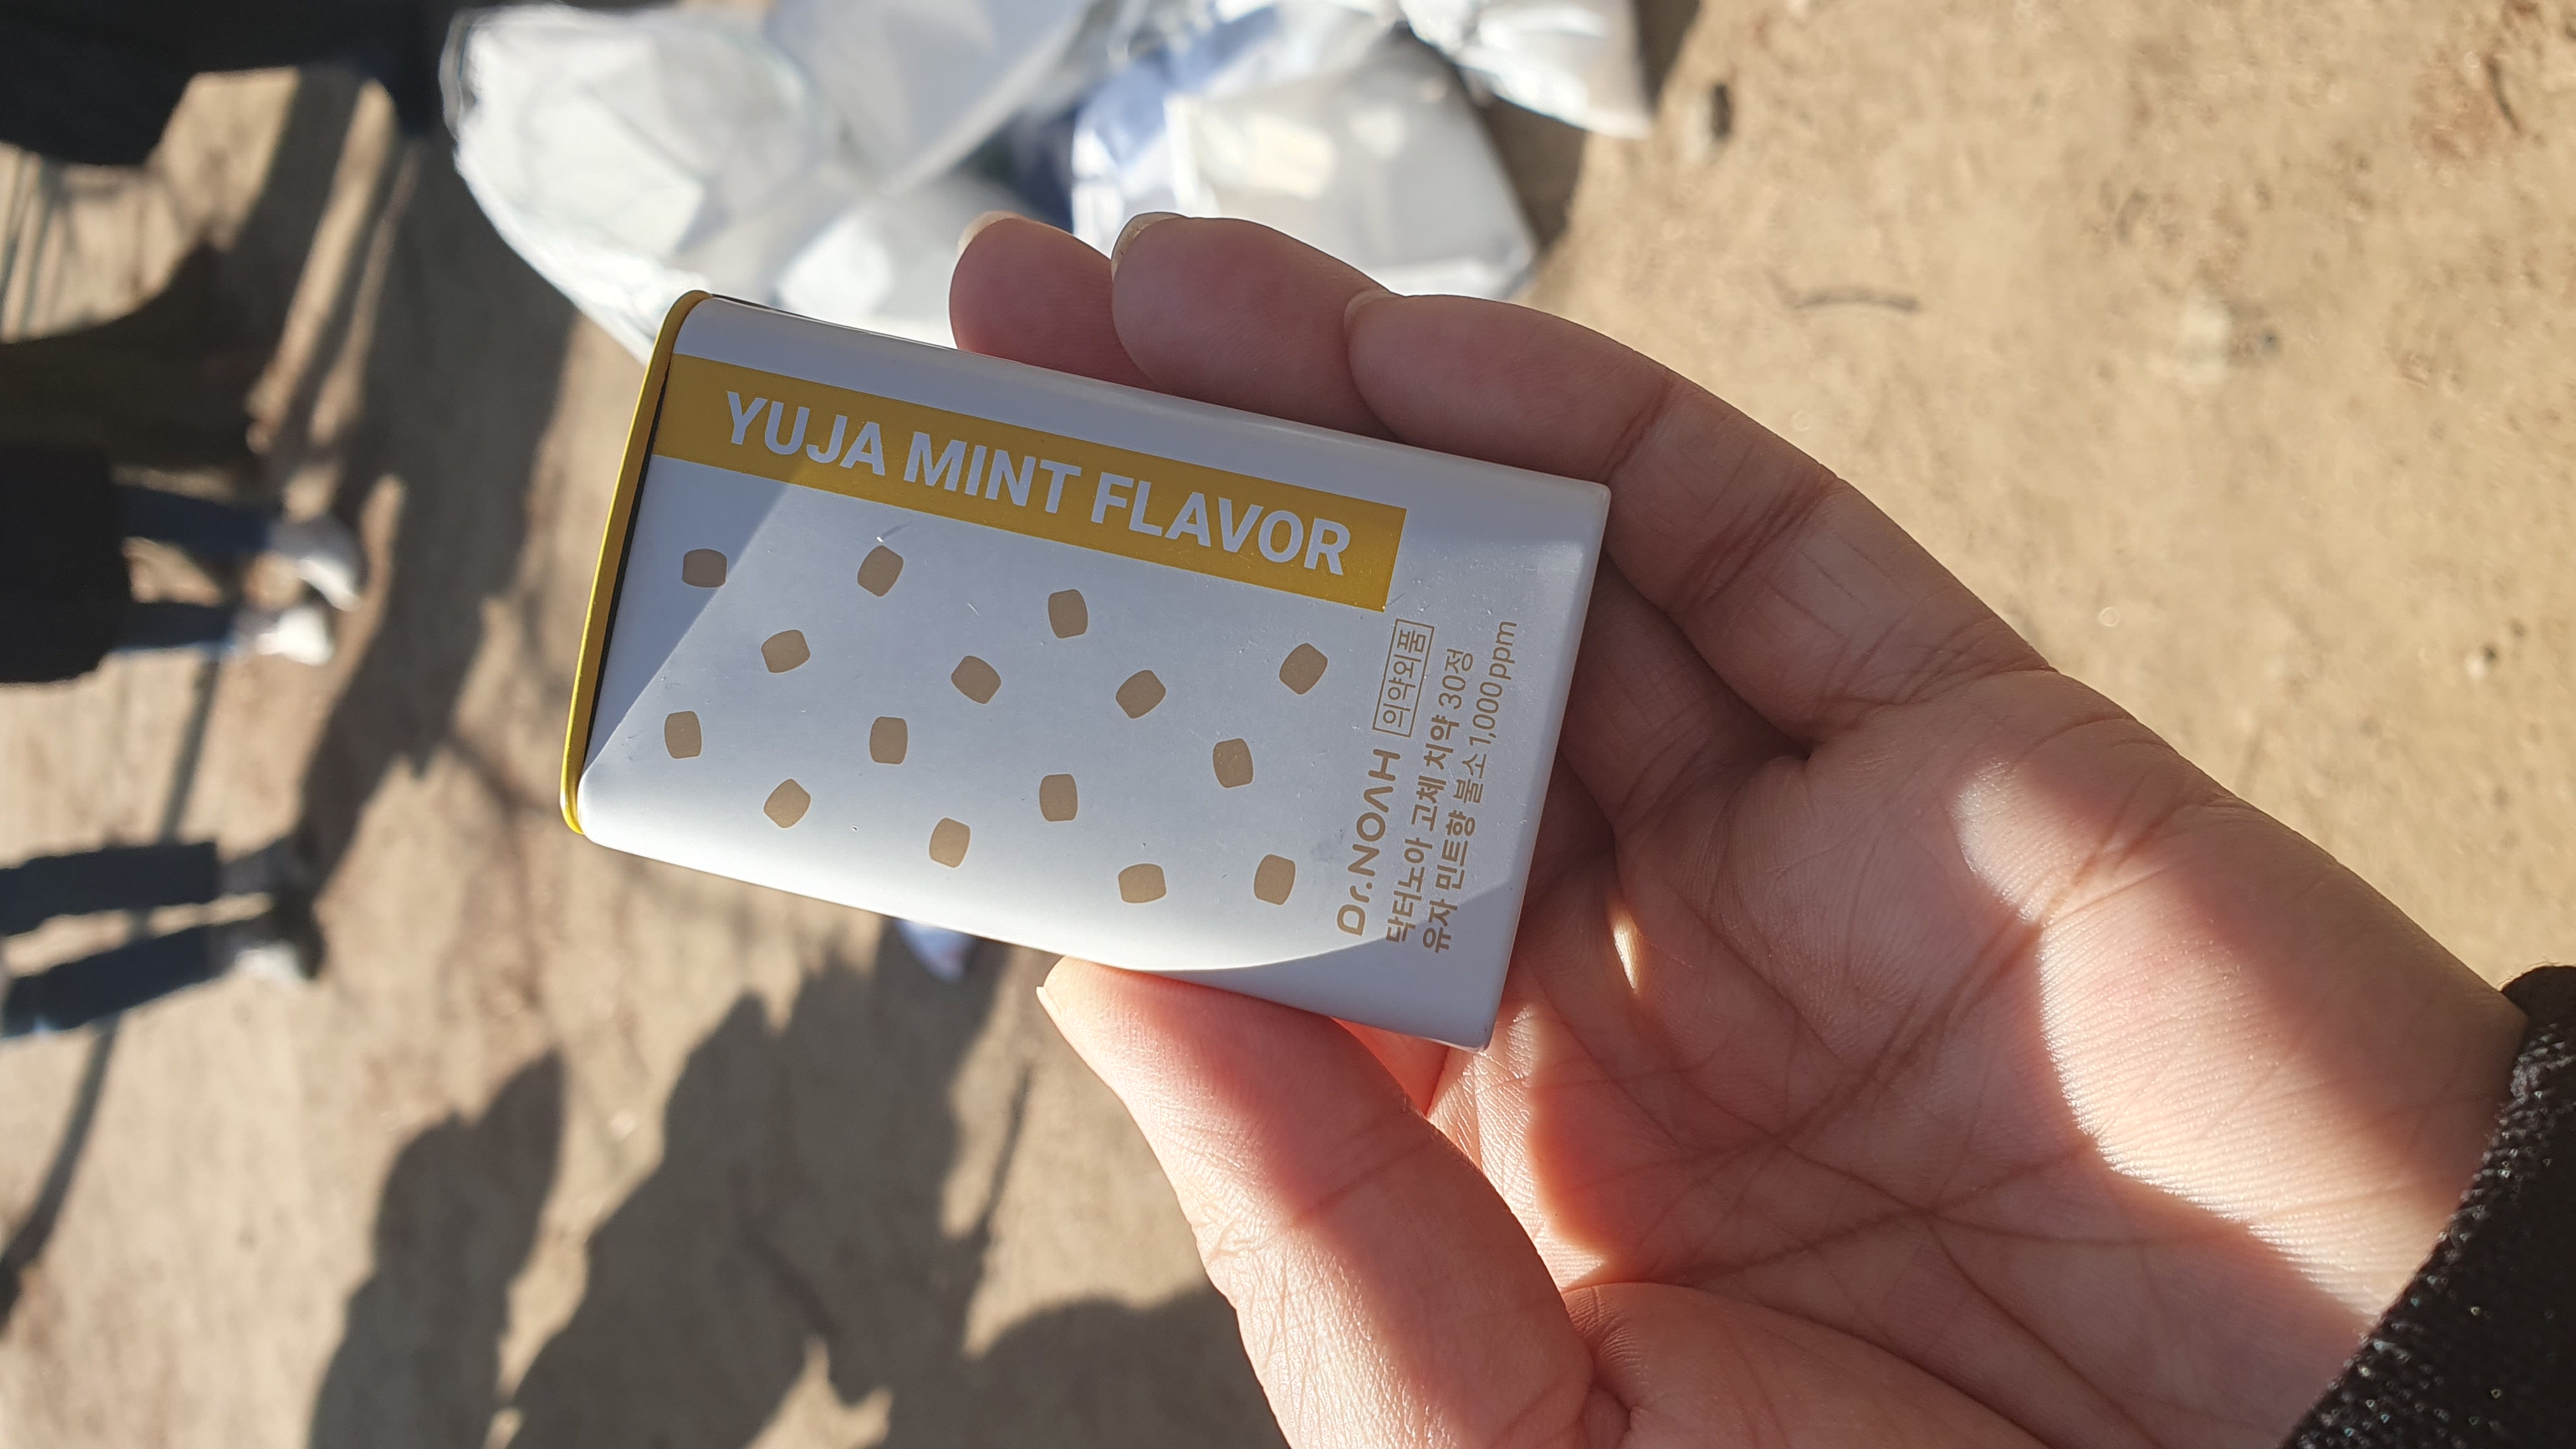 YUJA MINT FLAVOR
Dr.NOAH 의약외품
닥터노아 고체 치약 30정
유자 민트향 불소 1,000ppm